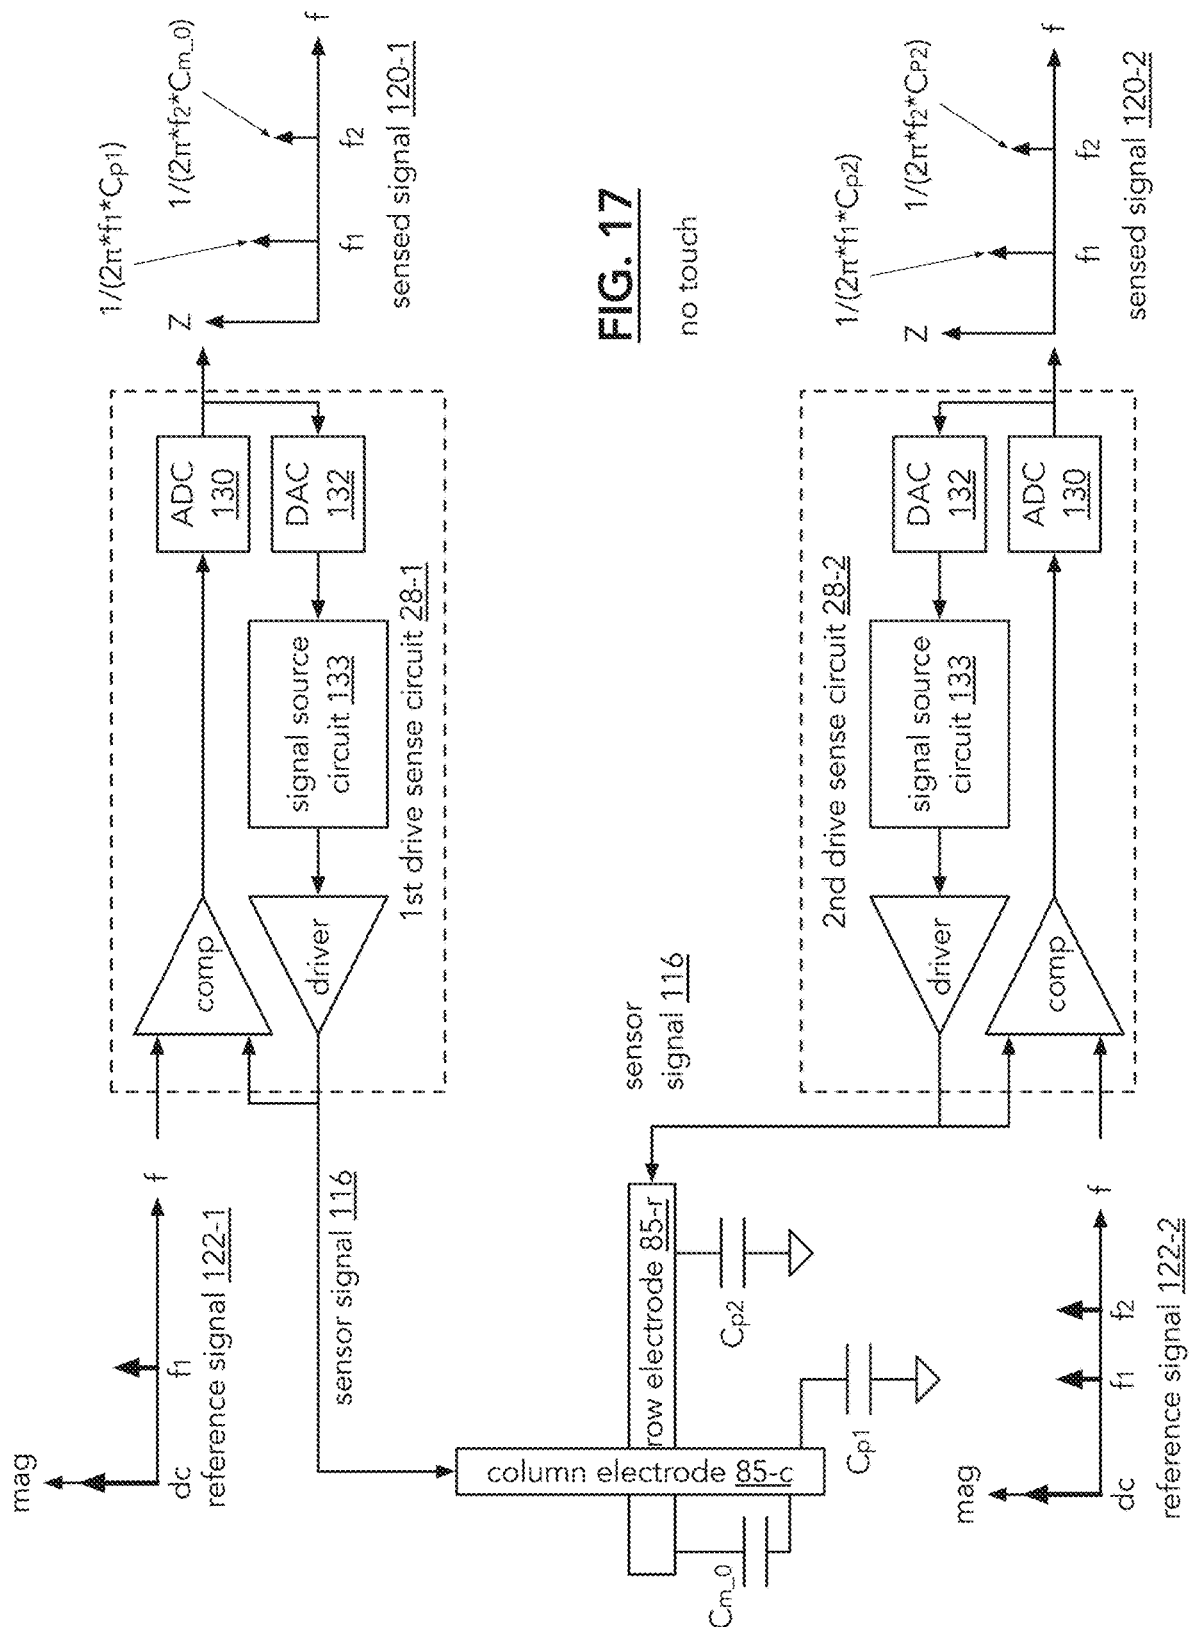 mag
dc
f1
f
reference signal 122-1
sensor signal 116
comp
driver
ADC
130
DAC
132
signal source
circuit 133
1st drive sense circuit 28-1
Z
f1
f2
f
1/(2π*f1*Cp1)
1/(2π*f2*Cm_0)
sensed signal 120-1
FIG. 17
no touch
column electrode 85-c
row electrode 85-r
Cm_0
Cp1
Cp2
sensor
signal 116
2nd drive sense circuit 28-2
driver
signal source
circuit 133
DAC
132
comp
ADC
130
mag
dc
f1
f2
f
reference signal 122-2
Z
f1
f2
f
1/(2π*f1*Cp2)
1/(2π*f2*CP2)
sensed signal 120-2